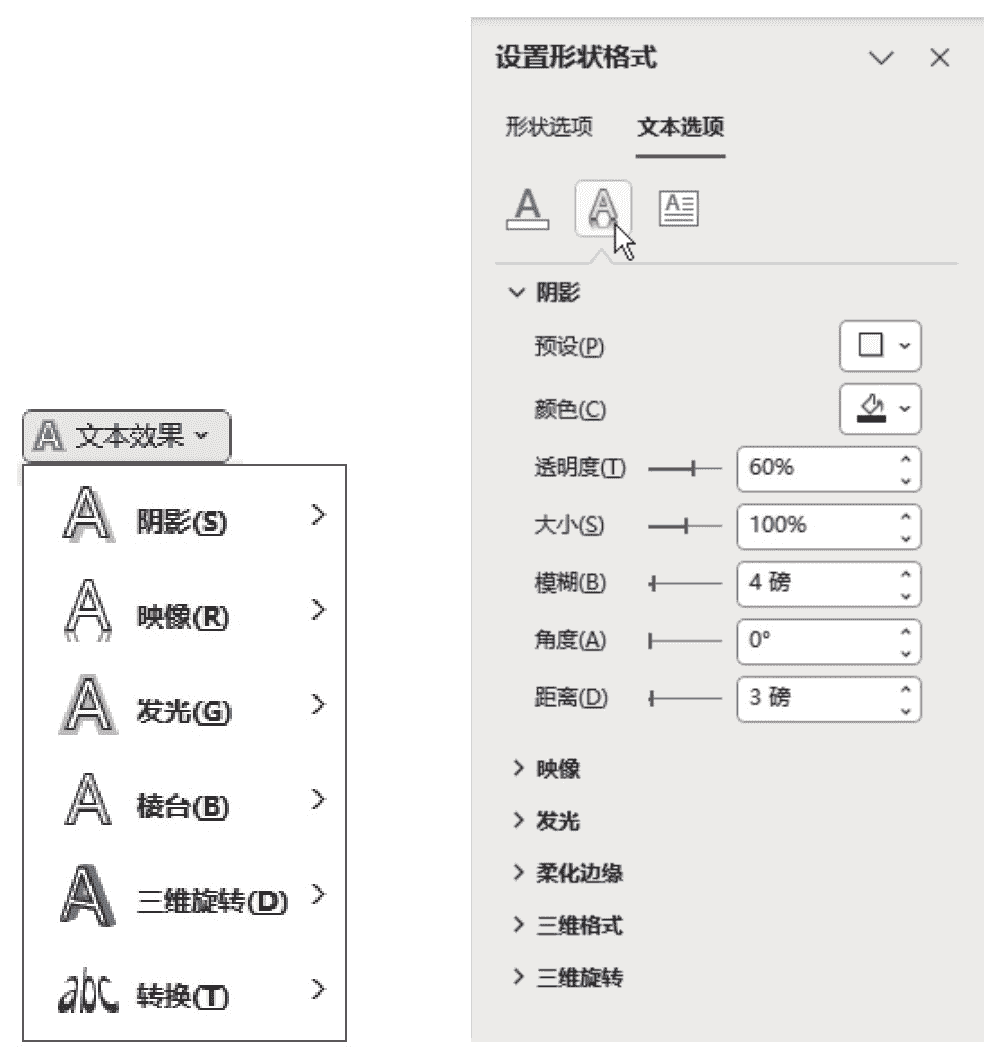 文本效果
阴影(S)
映像(R)
发光(G)
棱台(B)
三维旋转(D)
abc 转换(T)
设置形状格式
形状选项 文本选项
阴影
预设(P)
颜色(C)
透明度(T) 60%
大小(S) 100%
模糊(B) 4 磅
角度(A) 0°
距离(D) 3 磅
映像
发光
柔化边缘
三维格式
三维旋转